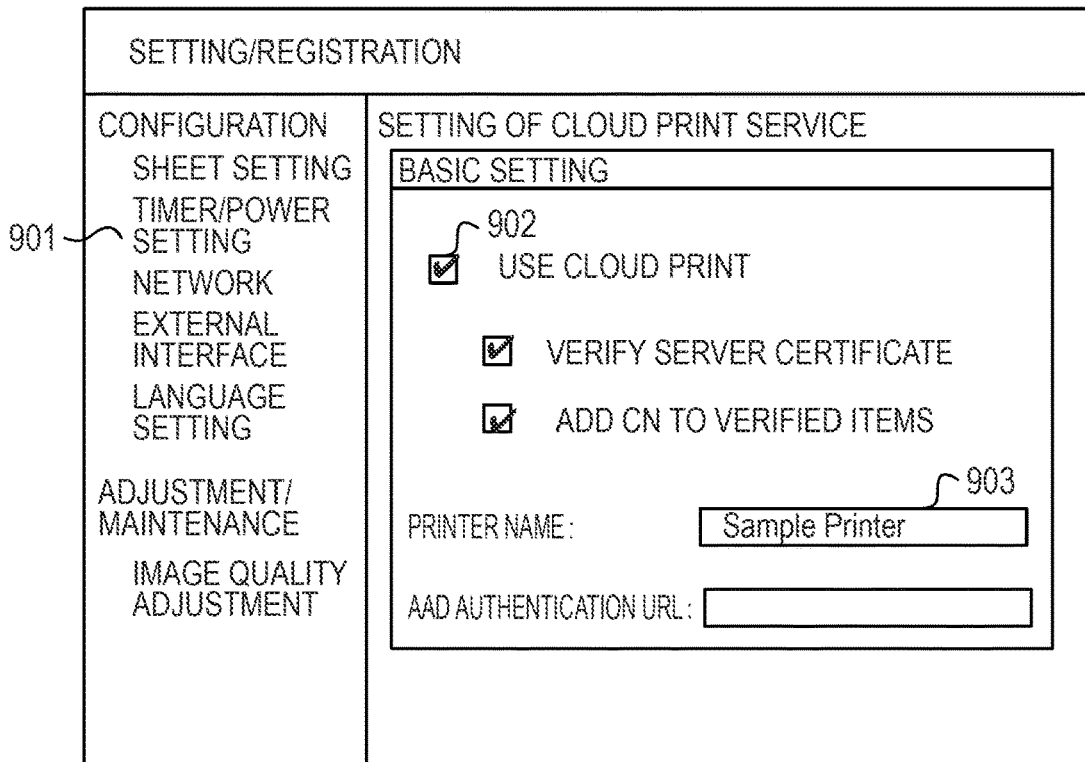 SETTING/REGISTRATION
CONFIGURATION
SHEET SETTING
TIMER/POWER
SETTING
901
NETWORK
EXTERNAL
INTERFACE
LANGUAGE
SETTING
ADJUSTMENT/
MAINTENANCE
IMAGE QUALITY
ADJUSTMENT
SETTING OF CLOUD PRINT SERVICE
BASIC SETTING
902
USE CLOUD PRINT
VERIFY SERVER CERTIFICATE
ADD CN TO VERIFIED ITEMS
903
PRINTER NAME : Sample Printer
AAD AUTHENTICATION URL :